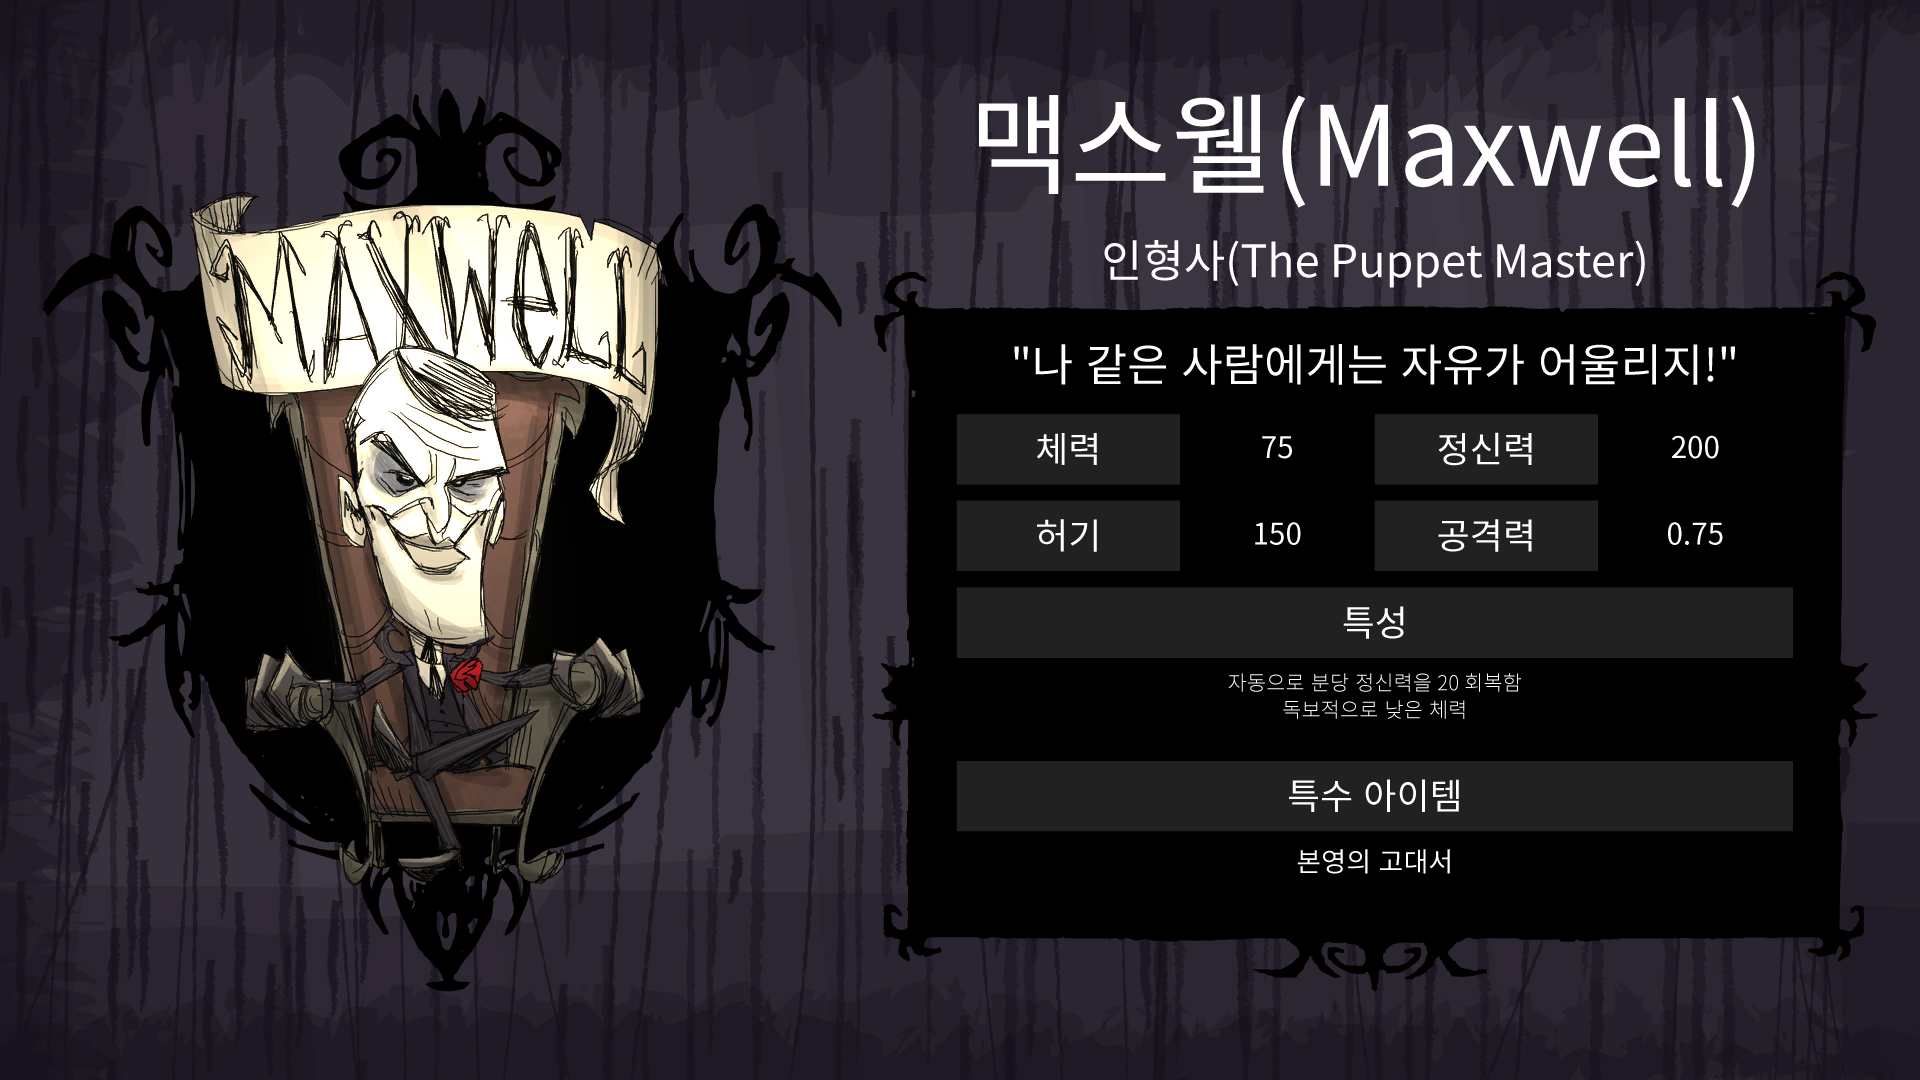 MAXWELL
맥스웰(Maxwell)
인형사(The Puppet Master)
"나 같은 사람에게는 자유가 어울리지!"
체력 75 정신력 200
허기 150 공격력 0.75
특성
자동으로 분당 정신력을 20 회복함
독보적으로 낮은 체력
특수 아이템
본영의 고대서